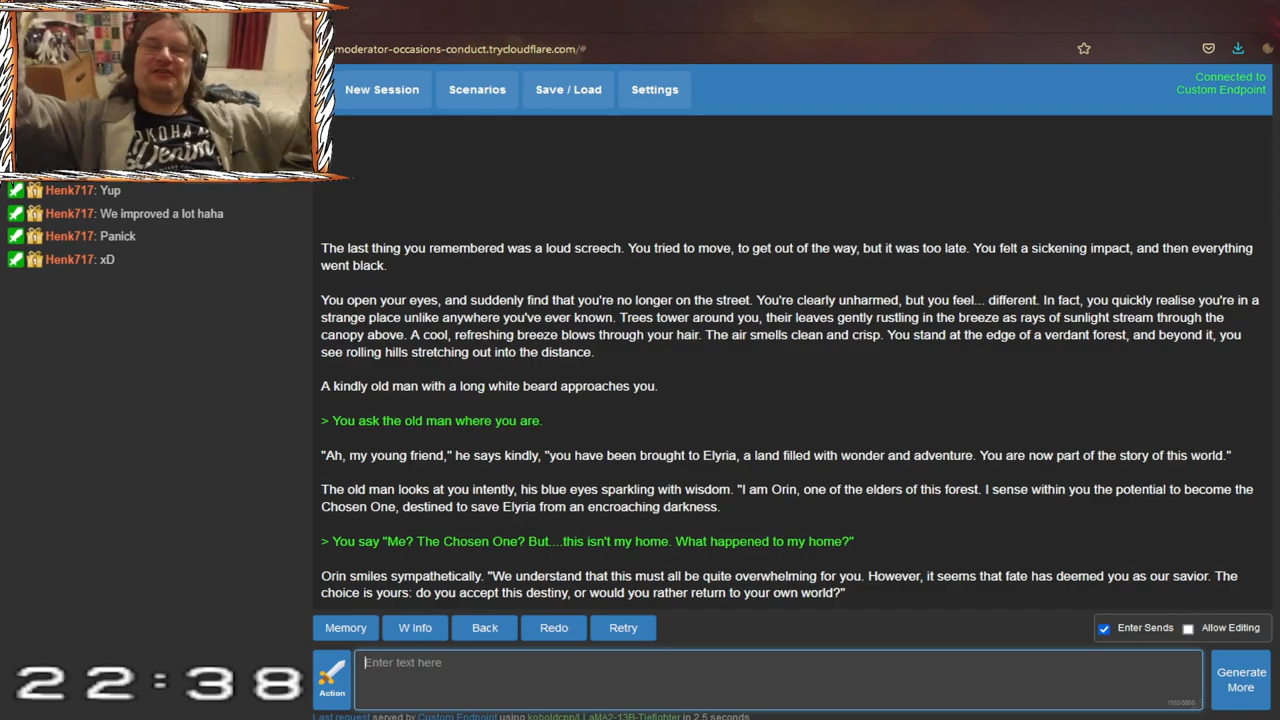 moderator-occasions-conduct.trycloudflare.com/#
New Session
Scenarios
Save / Load
Settings
Connected to
Custom Endpoint
Denim
Henk717: Yup
Henk717: We improved a lot haha
Henk717: Panick
Henk717: xD
The last thing you remembered was a loud screech. You tried to move, to get out of the way, but it was too late. You felt a sickening impact, and then everything
went black.
You open your eyes, and suddenly find that you're no longer on the street. You're clearly unharmed, but you feel... different. In fact, you quickly realise you're in a
strange place unlike anywhere you've ever known. Trees tower around you, their leaves gently rustling in the breeze as rays of sunlight stream through the
canopy above. A cool, refreshing breeze blows through your hair. The air smells clean and crisp. You stand at the edge of a verdant forest, and beyond it, you
see rolling hills stretching out into the distance.
A kindly old man with a long white beard approaches you.
> You ask the old man where you are.
"Ah, my young friend," he says kindly, "you have been brought to Elyria, a land filled with wonder and adventure. You are now part of the story of this world."
The old man looks at you intently, his blue eyes sparkling with wisdom. "I am Orin, one of the elders of this forest. I sense within you the potential to become the
Chosen One, destined to save Elyria from an encroaching darkness.
> You say "Me? The Chosen One? But....this isn't my home. What happened to my home?"
Orin smiles sympathetically. "We understand that this must all be quite overwhelming for you. However, it seems that fate has deemed you as our savior. The
choice is yours: do you accept this destiny, or would you rather return to your own world?"
Memory
W Info
Back
Redo
Retry
Enter Sends
Allow Editing
Action
Enter text here
Generate
More
Last request served by Custom Endpoint using koboldcpp/LLaMA2-13B-Tiefighter in 2.5 seconds
22:38